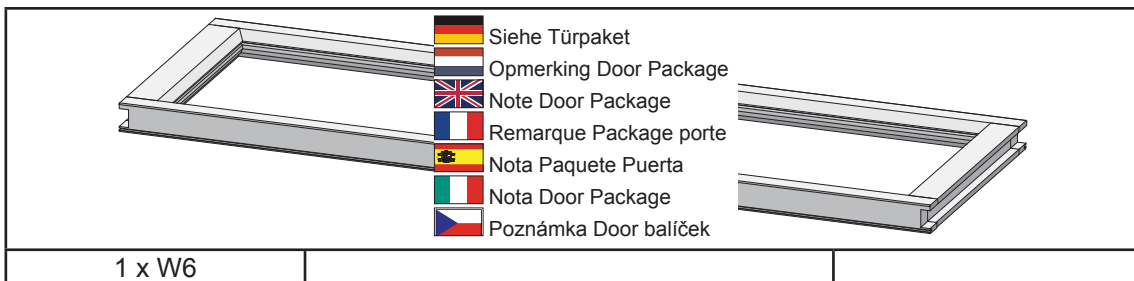 Siehe Türpaket
Opmerking Door Package
Note Door Package
Remarque Package porte
Nota Paquete Puerta
Nota Door Package
Poznámka Door balíček
1 x W6